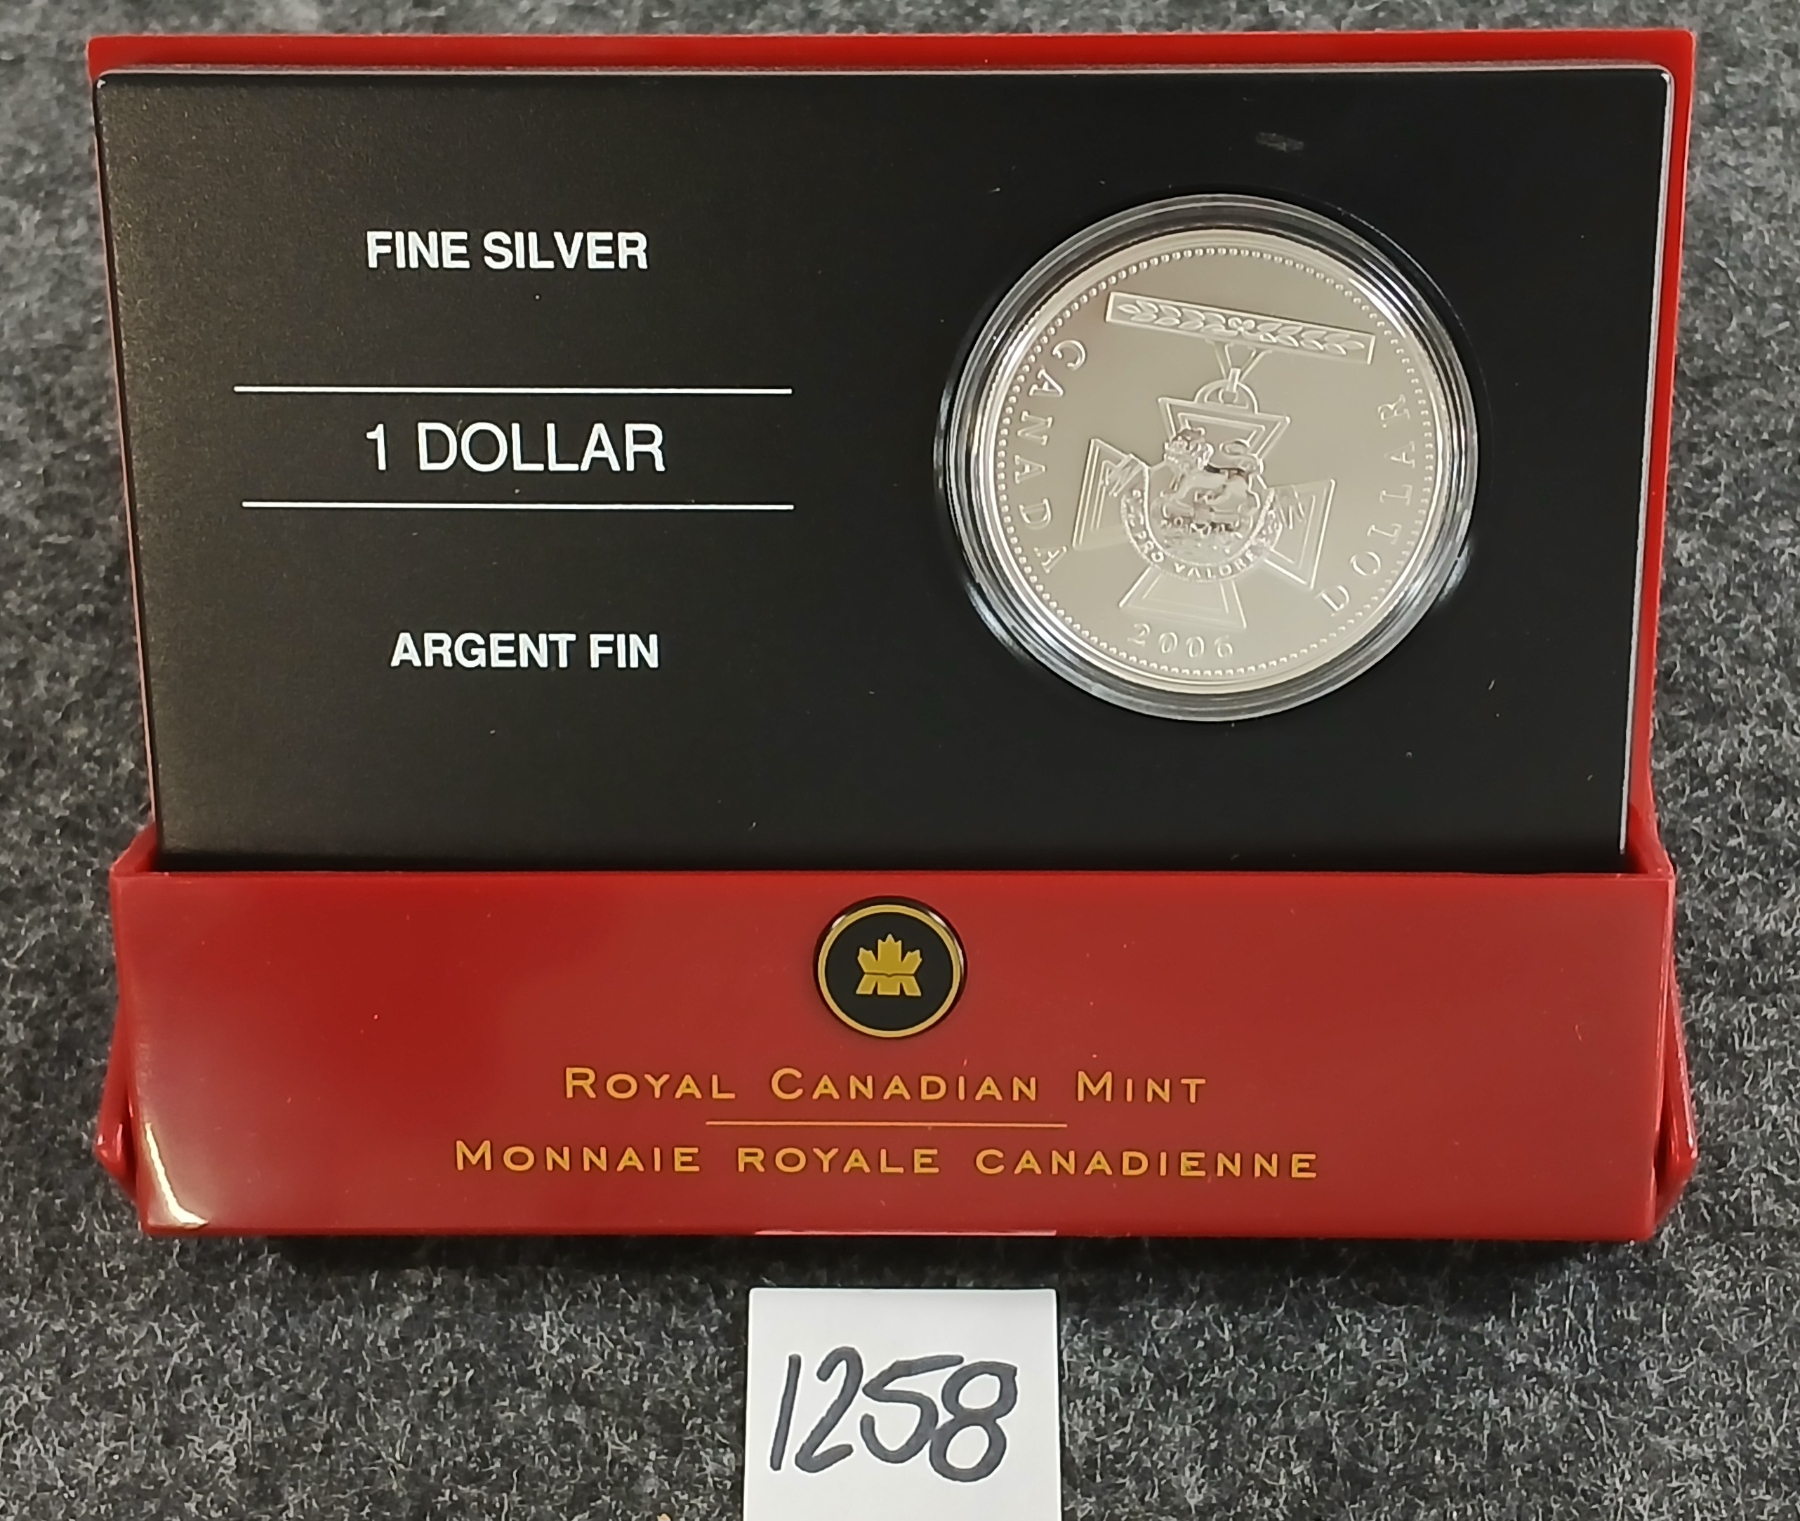 FINE SILVER
1 DOLLAR
ARGENT FIN
CANADA
DOLLAR
PRO VALORE
2006
ROYAL CANADIAN MINT
MONNAIE ROYALE CANADIENNE
1258